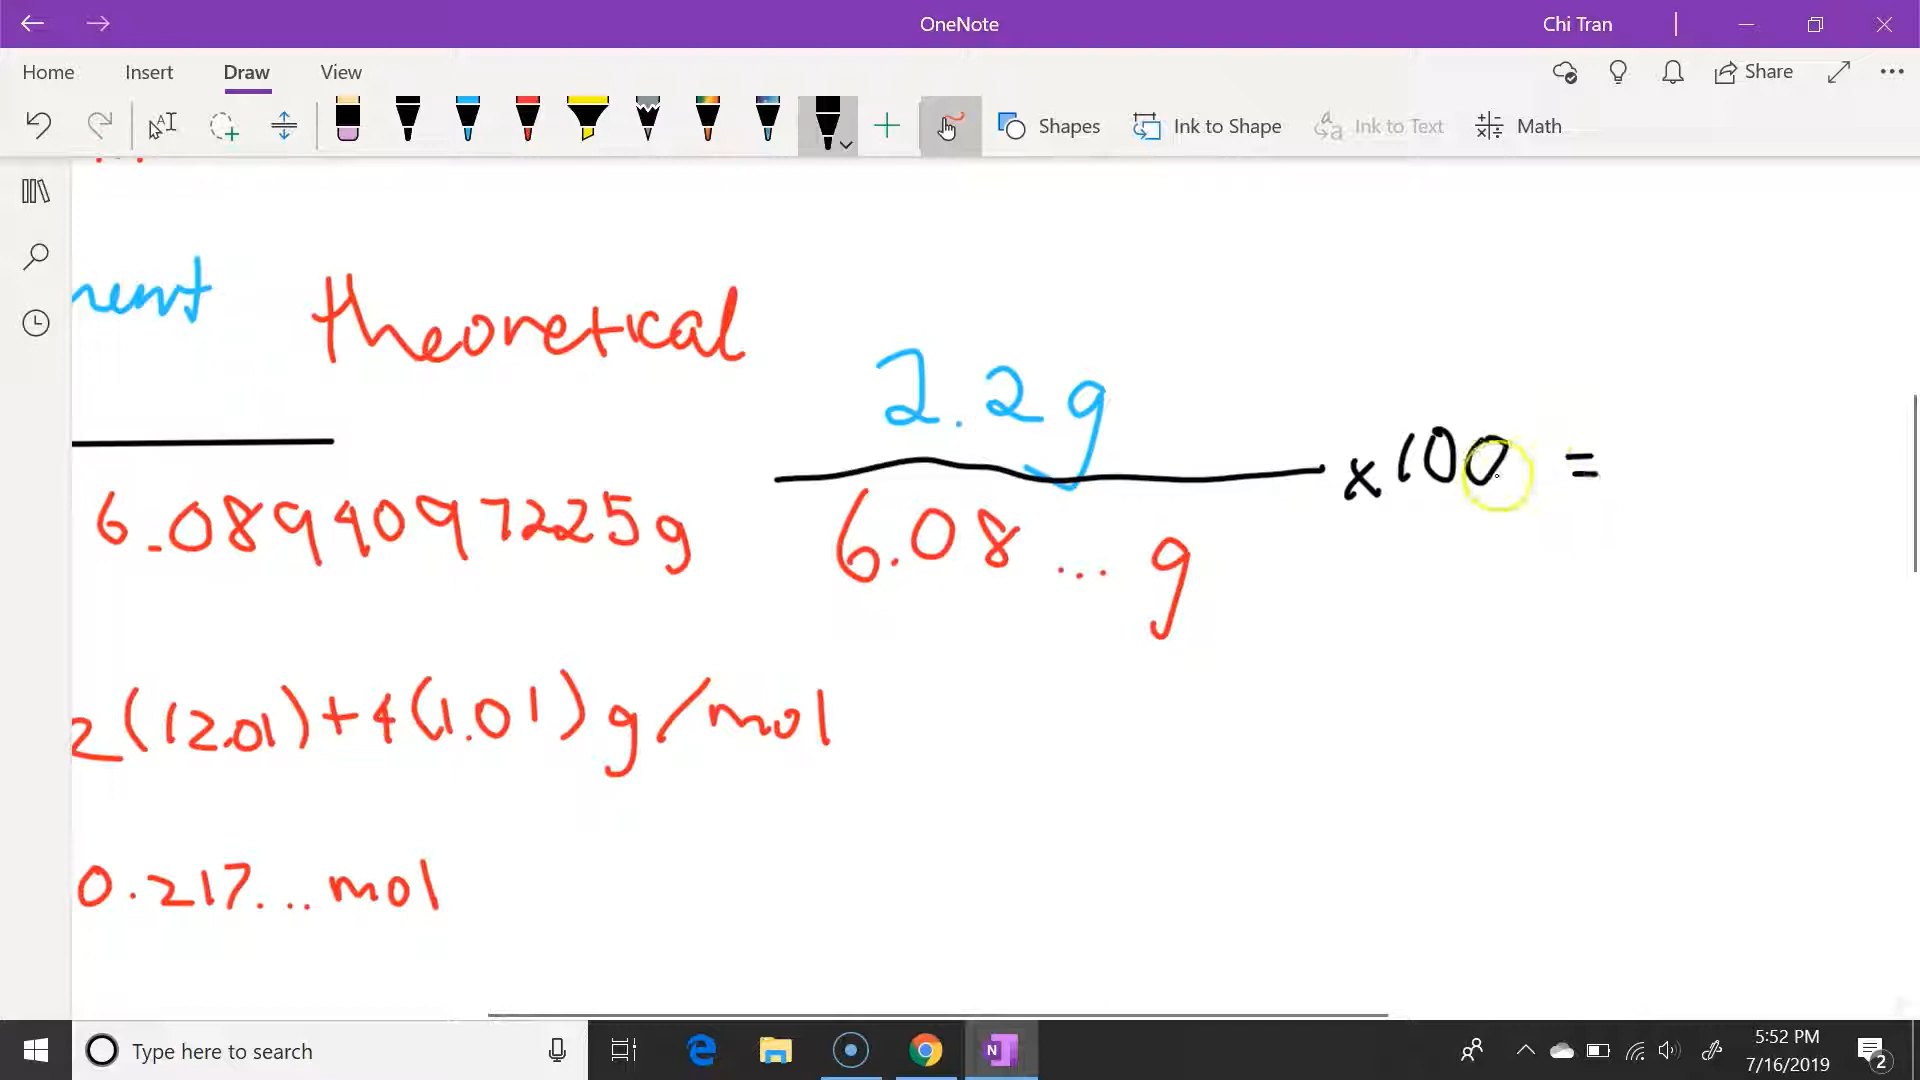 OneNote
Chi Tran
Home Insert Draw View
Share
Shapes Ink to Shape Ink to Text Math
theoretical
2.2g
x 100 =
6.0894097225g
6.08... g
2(12.01)+4(1.01)g/mol
0.217... mol
Type here to search
5:52 PM
7/16/2019
2